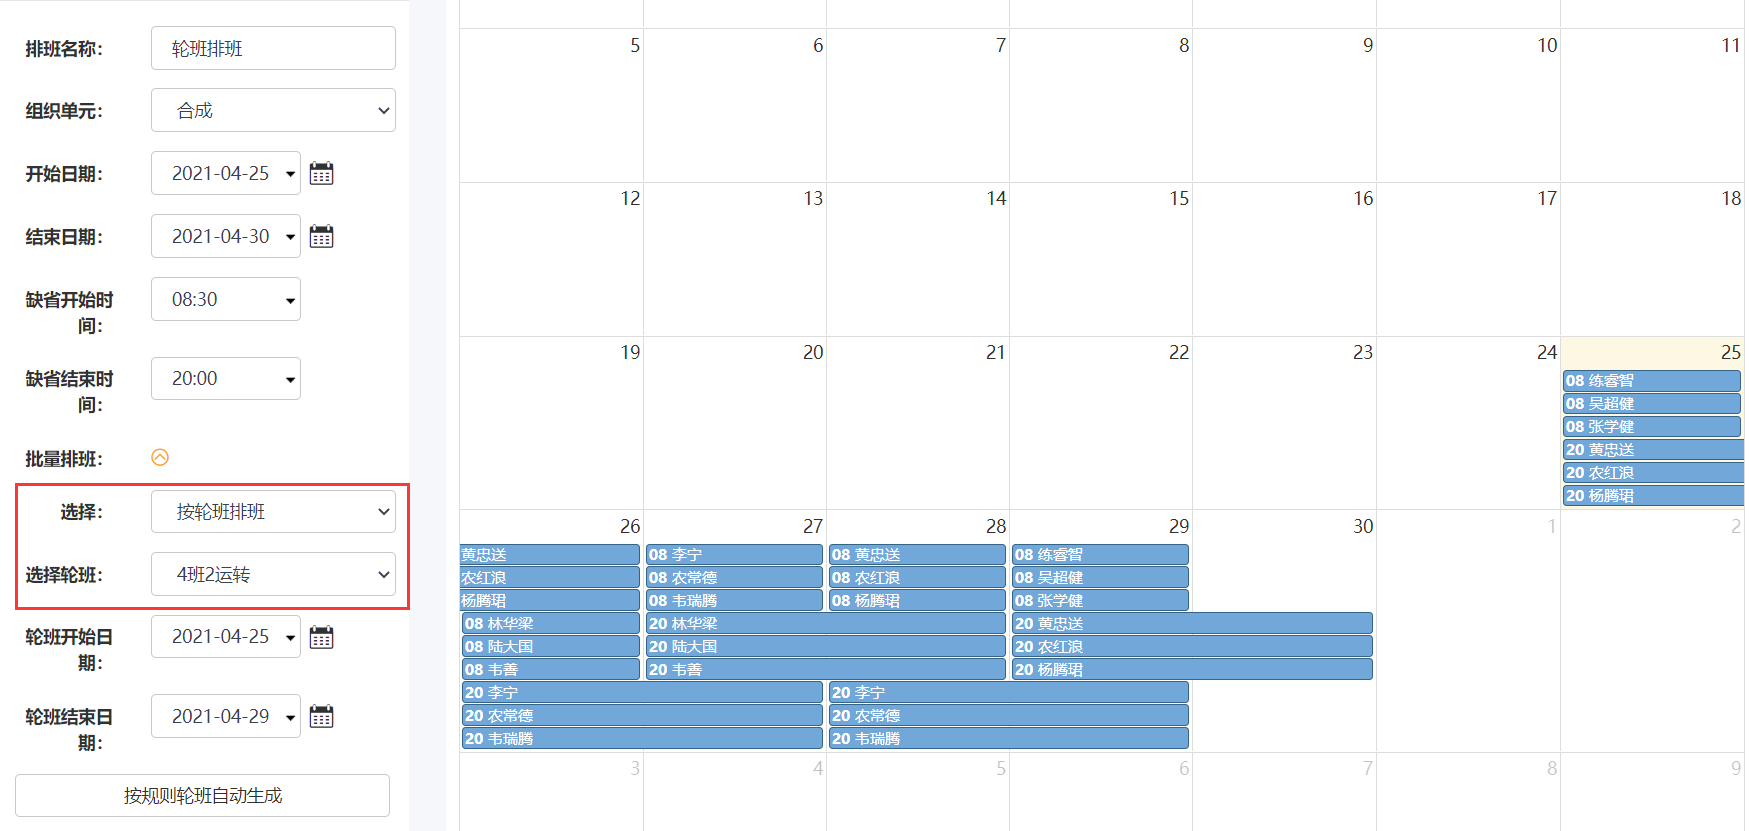 排班名称：
轮班排班
组织单元：
合成
开始日期：
2021-04-25
结束日期：
2021-04-30
缺省开始时
间：
08:30
缺省结束时
间：
20:00
批量排班：
选择：
按轮班排班
选择轮班：
4班2运转
轮班开始日
期：
2021-04-25
轮班结束日
期：
2021-04-29
按规则轮班自动生成
5 6 7 8 9 10 11
12 13 14 15 16 17 18
19 20 21 22 23 24 25
08 练睿智
08 吴超健
08 张学健
20 黄忠送
20 农红浪
20 杨腾珺
26 27 28 29 30 1 2
黄忠送 08 李宁 08 黄忠送 08 练睿智
农红浪 08 农常德 08 农红浪 08 吴超健
杨腾珺 08 韦瑞腾 08 杨腾珺 08 张学健
08 林华梁 20 林华梁 20 黄忠送
08 陆大国 20 陆大国 20 农红浪
08 韦善 20 韦善 20 杨腾珺
20 李宁 20 李宁
20 农常德 20 农常德
20 韦瑞腾 20 韦瑞腾
3 4 5 6 7 8 9